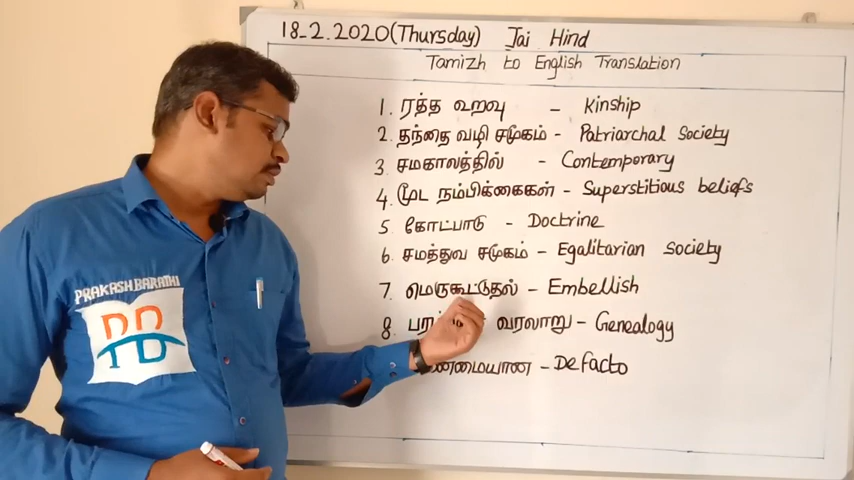 18-2.2020(Thursday) Jai Hind
Tamizh to English Translation
1. ரத்த உறவு - Kinship
2. தந்தை வழி சமூகம் - Patriarchal Society
3. சமகாலத்தில் - Contemporary
4. மூட நம்பிக்கைகள் - Superstitious beliefs
5. கோட்பாடு - Doctrine
6. சமத்துவ சமூகம் - Egalitarian Society
7. மெருகூட்டுதல் - Embellish
8. வரலாறு - Genealogy
- Defacto
PRAKASH BARATHI